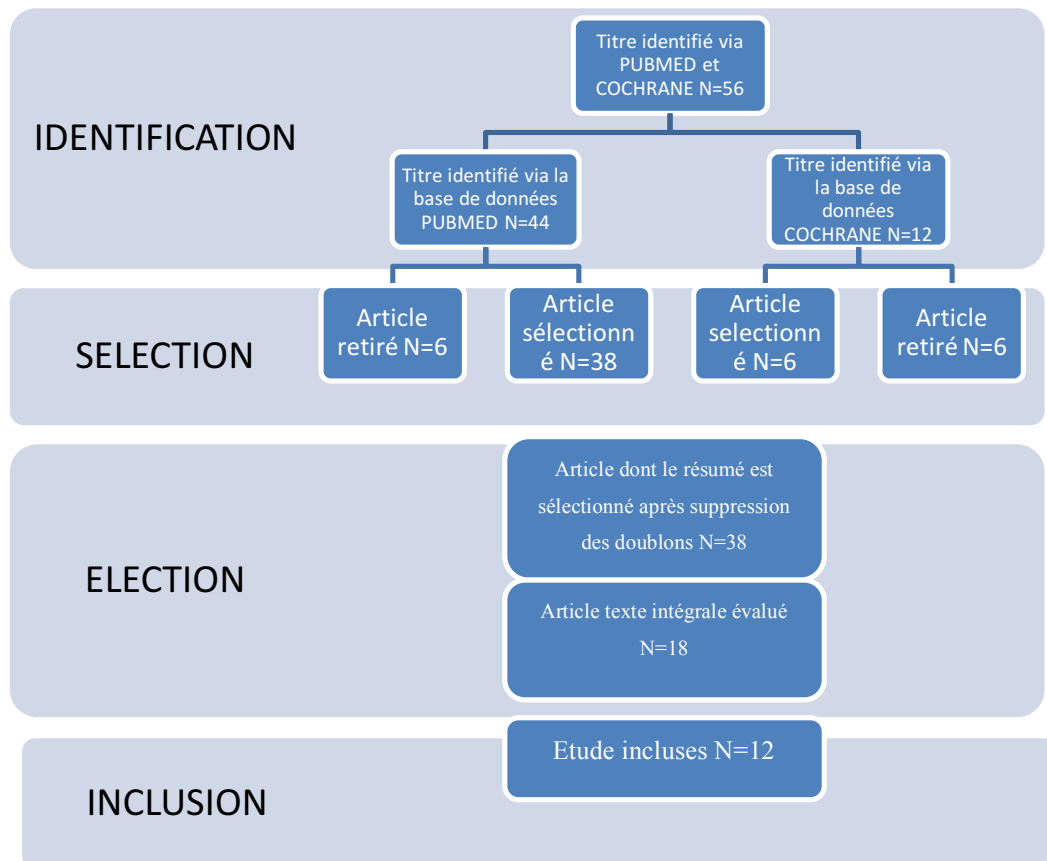 IDENTIFICATION
Titre identifié via
PUBMED et
COCHRANE N=56
Titre identifié via la
base de données
PUBMED N=44
Titre identifié via
la base de
données
COCHRANE N=12
SELECTION
Article
retiré N=6
Article
sélectionn
é N=38
Article
selectionn
é N=6
Article
retiré N=6
ELECTION
Article dont le résumé est
sélectionné après suppression
des doublons N=38
Article texte intégrale évalué
N=18
INCLUSION
Etude incluses N=12